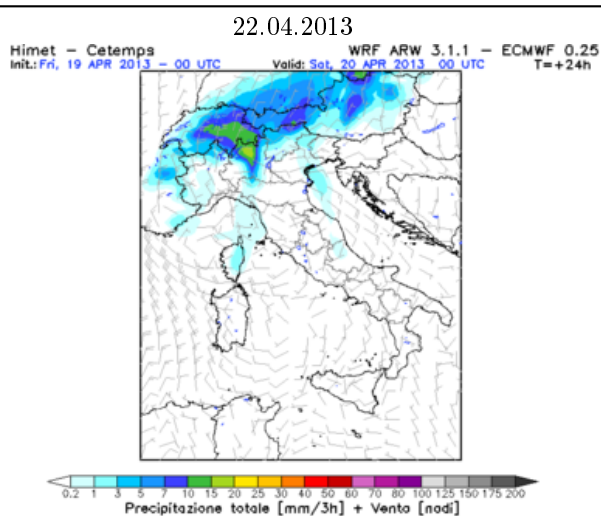 22.04.2013
Himet - Cetemps WRF ARW 3.1.1 - ECMWF 0.25
Init.: Fri, 19 APR 2013 - 00 UTC Valid: Sat, 20 APR 2013 00 UTC T=+24h
0.2 1 3 5 7 10 15 20 25 30 40 50 60 70 80 100 125 150 175 200
Precipitazione totale [mm/3h] + Vento [nodi]